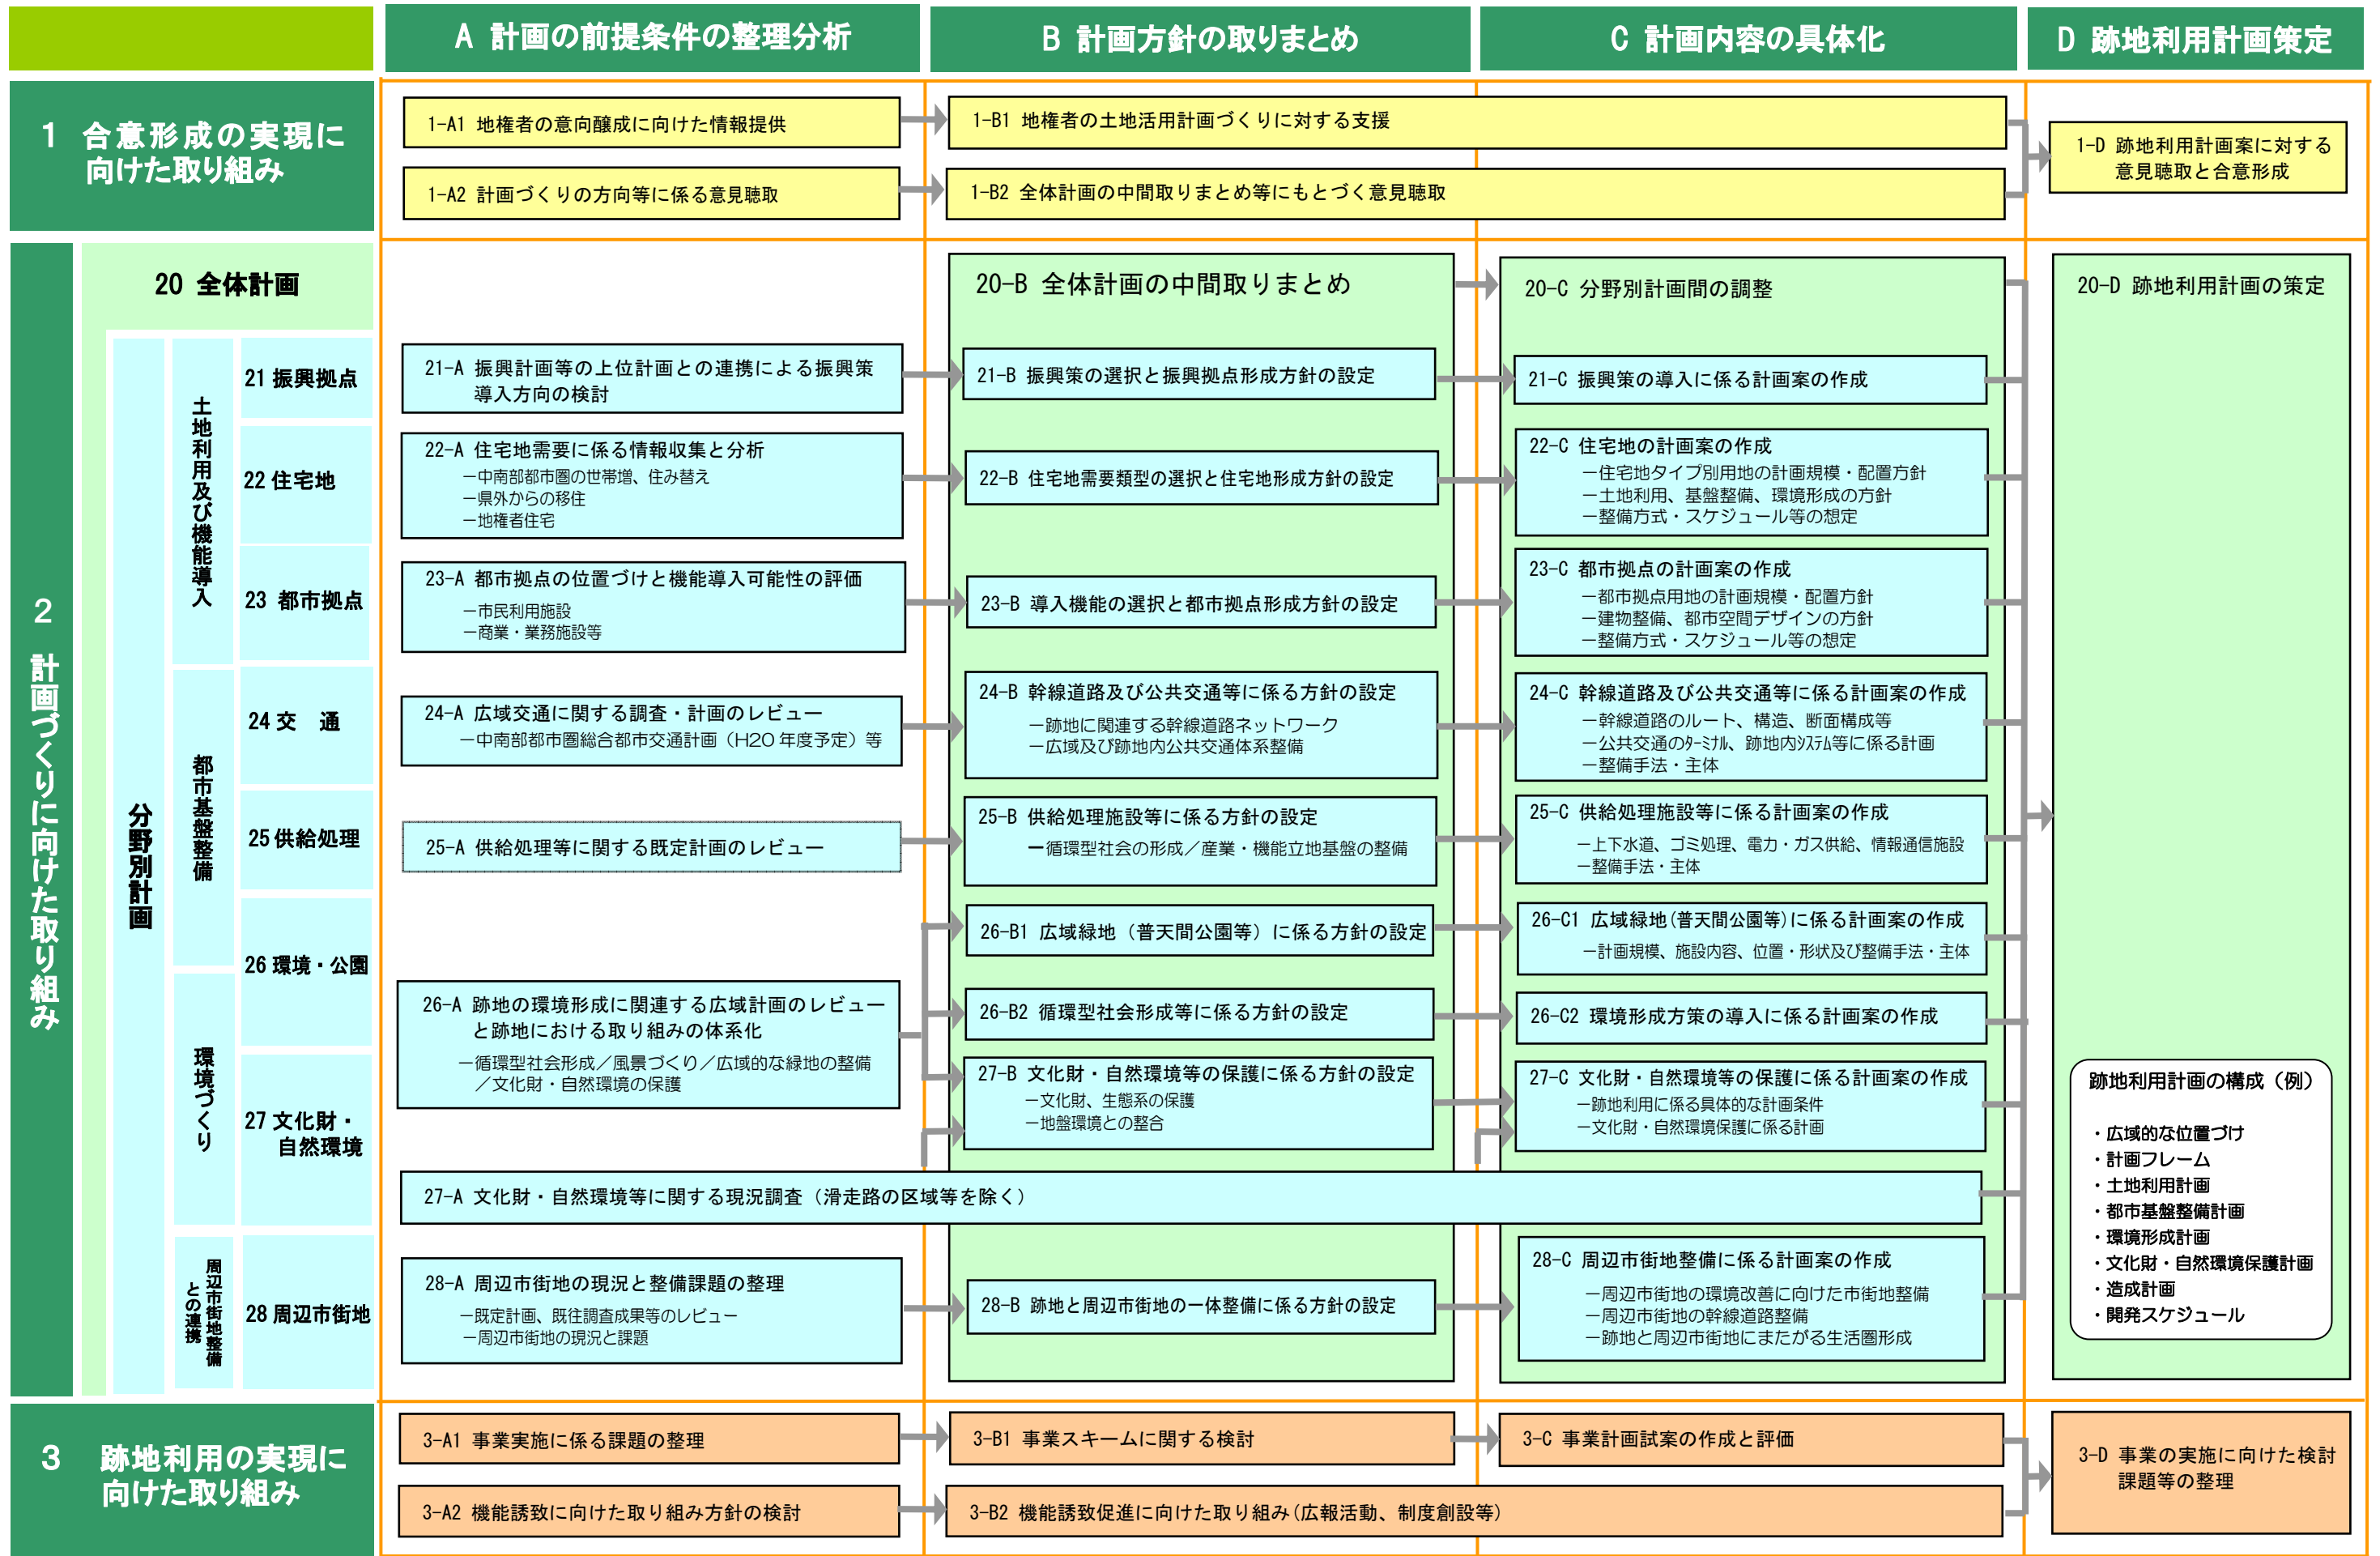 A 計画の前提条件の整理分析
B 計画方針の取りまとめ
C 計画内容の具体化
D 跡地利用計画策定
1 合意形成の実現に
向けた取り組み
1-A1 地権者の意向醸成に向けた情報提供
1-B1 地権者の土地活用計画づくりに対する支援
1-A2 計画づくりの方向等に係る意見聴取
1-B2 全体計画の中間取りまとめ等にもとづく意見聴取
1-D 跡地利用計画案に対する
意見聴取と合意形成
2 計画づくりに向けた取り組み
20 全体計画
20-B 全体計画の中間取りまとめ
20-C 分野別計画間の調整
20-D 跡地利用計画の策定
分野別計画
土地利用及び機能導入
21 振興拠点
21-A 振興計画等の上位計画との連携による振興策
導入方向の検討
21-B 振興策の選択と振興拠点形成方針の設定
21-C 振興策の導入に係る計画案の作成
22 住宅地
22-A 住宅地需要に係る情報収集と分析
－中南部都市圏の世帯増、住み替え
－県外からの移住
－地権者住宅
22-B 住宅地需要類型の選択と住宅地形成方針の設定
22-C 住宅地の計画案の作成
－住宅地タイプ別用地の計画規模・配置方針
－土地利用、基盤整備、環境形成の方針
－整備方式・スケジュール等の想定
23 都市拠点
23-A 都市拠点の位置づけと機能導入可能性の評価
－市民利用施設
－商業・業務施設等
23-B 導入機能の選択と都市拠点形成方針の設定
23-C 都市拠点の計画案の作成
－都市拠点用地の計画規模・配置方針
－建物整備、都市空間デザインの方針
－整備方式・スケジュール等の想定
都市基盤整備
24 交　通
24-A 広域交通に関する調査・計画のレビュー
－中南部都市圏総合都市交通計画（H20 年度予定）等
24-B 幹線道路及び公共交通等に係る方針の設定
－跡地に関連する幹線道路ネットワーク
－広域及び跡地内公共交通体系整備
24-C 幹線道路及び公共交通等に係る計画案の作成
－幹線道路のルート、構造、断面構成等
－公共交通のﾀｰﾐﾅﾙ、跡地内ｼｽﾃﾑ等に係る計画
－整備手法・主体
25 供給処理
25-A 供給処理等に関する既定計画のレビュー
25-B 供給処理施設等に係る方針の設定
－循環型社会の形成／産業・機能立地基盤の整備
25-C 供給処理施設等に係る計画案の作成
－上下水道、ゴミ処理、電力・ガス供給、情報通信施設
－整備手法・主体
26 環境・公園
26-A 跡地の環境形成に関連する広域計画のレビュー
と跡地における取り組みの体系化
－循環型社会形成／風景づくり／広域的な緑地の整備
／文化財・自然環境の保護
26-B1 広域緑地（普天間公園等）に係る方針の設定
26-C1 広域緑地(普天間公園等)に係る計画案の作成
－計画規模、施設内容、位置・形状及び整備手法・主体
26-B2 循環型社会形成等に係る方針の設定
26-C2 環境形成方策の導入に係る計画案の作成
環境づくり
27 文化財・
自然環境
27-B 文化財・自然環境等の保護に係る方針の設定
－文化財、生態系の保護
－地盤環境との整合
27-C 文化財・自然環境等の保護に係る計画案の作成
－跡地利用に係る具体的な計画条件
－文化財・自然環境保護に係る計画
27-A 文化財・自然環境等に関する現況調査（滑走路の区域等を除く）
周辺市街地整備
との連携
28 周辺市街地
28-A 周辺市街地の現況と整備課題の整理
－既定計画、既往調査成果等のレビュー
－周辺市街地の現況と課題
28-B 跡地と周辺市街地の一体整備に係る方針の設定
28-C 周辺市街地整備に係る計画案の作成
－周辺市街地の環境改善に向けた市街地整備
－周辺市街地の幹線道路整備
－跡地と周辺市街地にまたがる生活圏形成
跡地利用計画の構成（例）
・広域的な位置づけ
・計画フレーム
・土地利用計画
・都市基盤整備計画
・環境形成計画
・文化財・自然環境保護計画
・造成計画
・開発スケジュール
3 跡地利用の実現に
向けた取り組み
3-A1 事業実施に係る課題の整理
3-B1 事業スキームに関する検討
3-C 事業計画試案の作成と評価
3-A2 機能誘致に向けた取り組み方針の検討
3-B2 機能誘致促進に向けた取り組み(広報活動、制度創設等)
3-D 事業の実施に向けた検討
課題等の整理